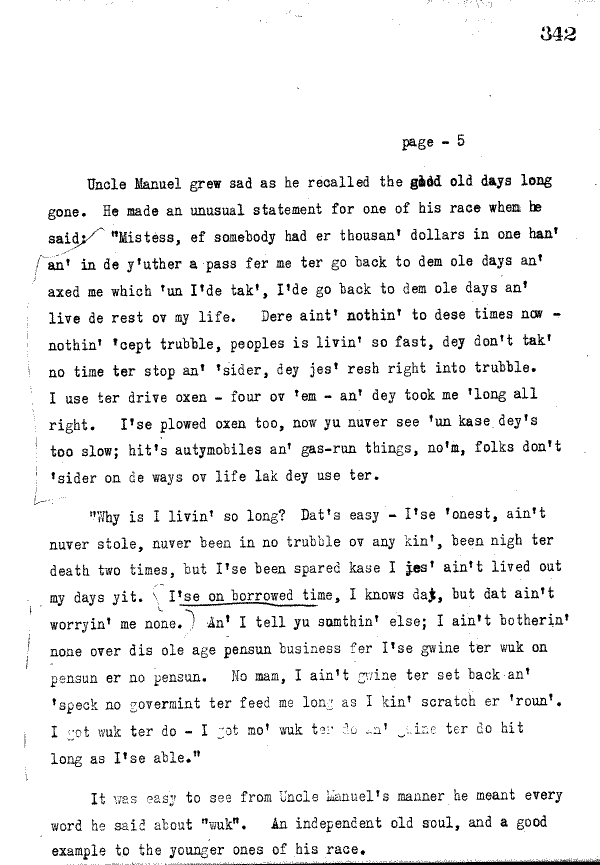 342
page - 5
Uncle Manuel grew sad as he recalled the good old days long
gone. He made an unusual statement for one of his race when he
said: "Mistess, ef somebody had er thousan' dollars in one han'
an' in de y'uther a pass fer me ter go back to dem ole days an'
axed me which 'un I'de tak', I'de go back to dem ole days an'
live de rest ov my life. Dere aint' nothin' to dese times now -
nothin' 'cept trubble, peoples is livin' so fast, dey don't tak'
no time ter stop an' 'sider, dey jes' resh right into trubble.
I use ter drive oxen - four ov 'em - an' dey took me 'long all
right. I'se plowed oxen too, now yu nuver see 'un kase dey's
too slow; hit's autymobiles an' gas-run things, no'm, folks don't
'sider on de ways ov life lak dey use ter.
"Why is I livin' so long? Dat's easy - I'se 'onest, ain't
nuver stole, nuver been in no trubble ov any kin', been nigh ter
death two times, but I'se been spared kase I jes' ain't lived out
my days yit. (I'se on borrowed time, I knows dat, but dat ain't
worryin' me none.) An' I tell yu sumthin' else; I ain't botherin'
none over dis ole age pensun business fer I'se gwine ter wuk on
pensun er no pensun. No mam, I ain't gwine ter set back an'
'speck no govermint ter feed me long as I kin' scratch er 'roun'.
I got wuk ter do - I got mo' wuk ter do an' gwine ter do hit
long as I'se able."
It was easy to see from Uncle Manuel's manner he meant every
word he said about "wuk". An independent old soul, and a good
example to the younger ones of his race.